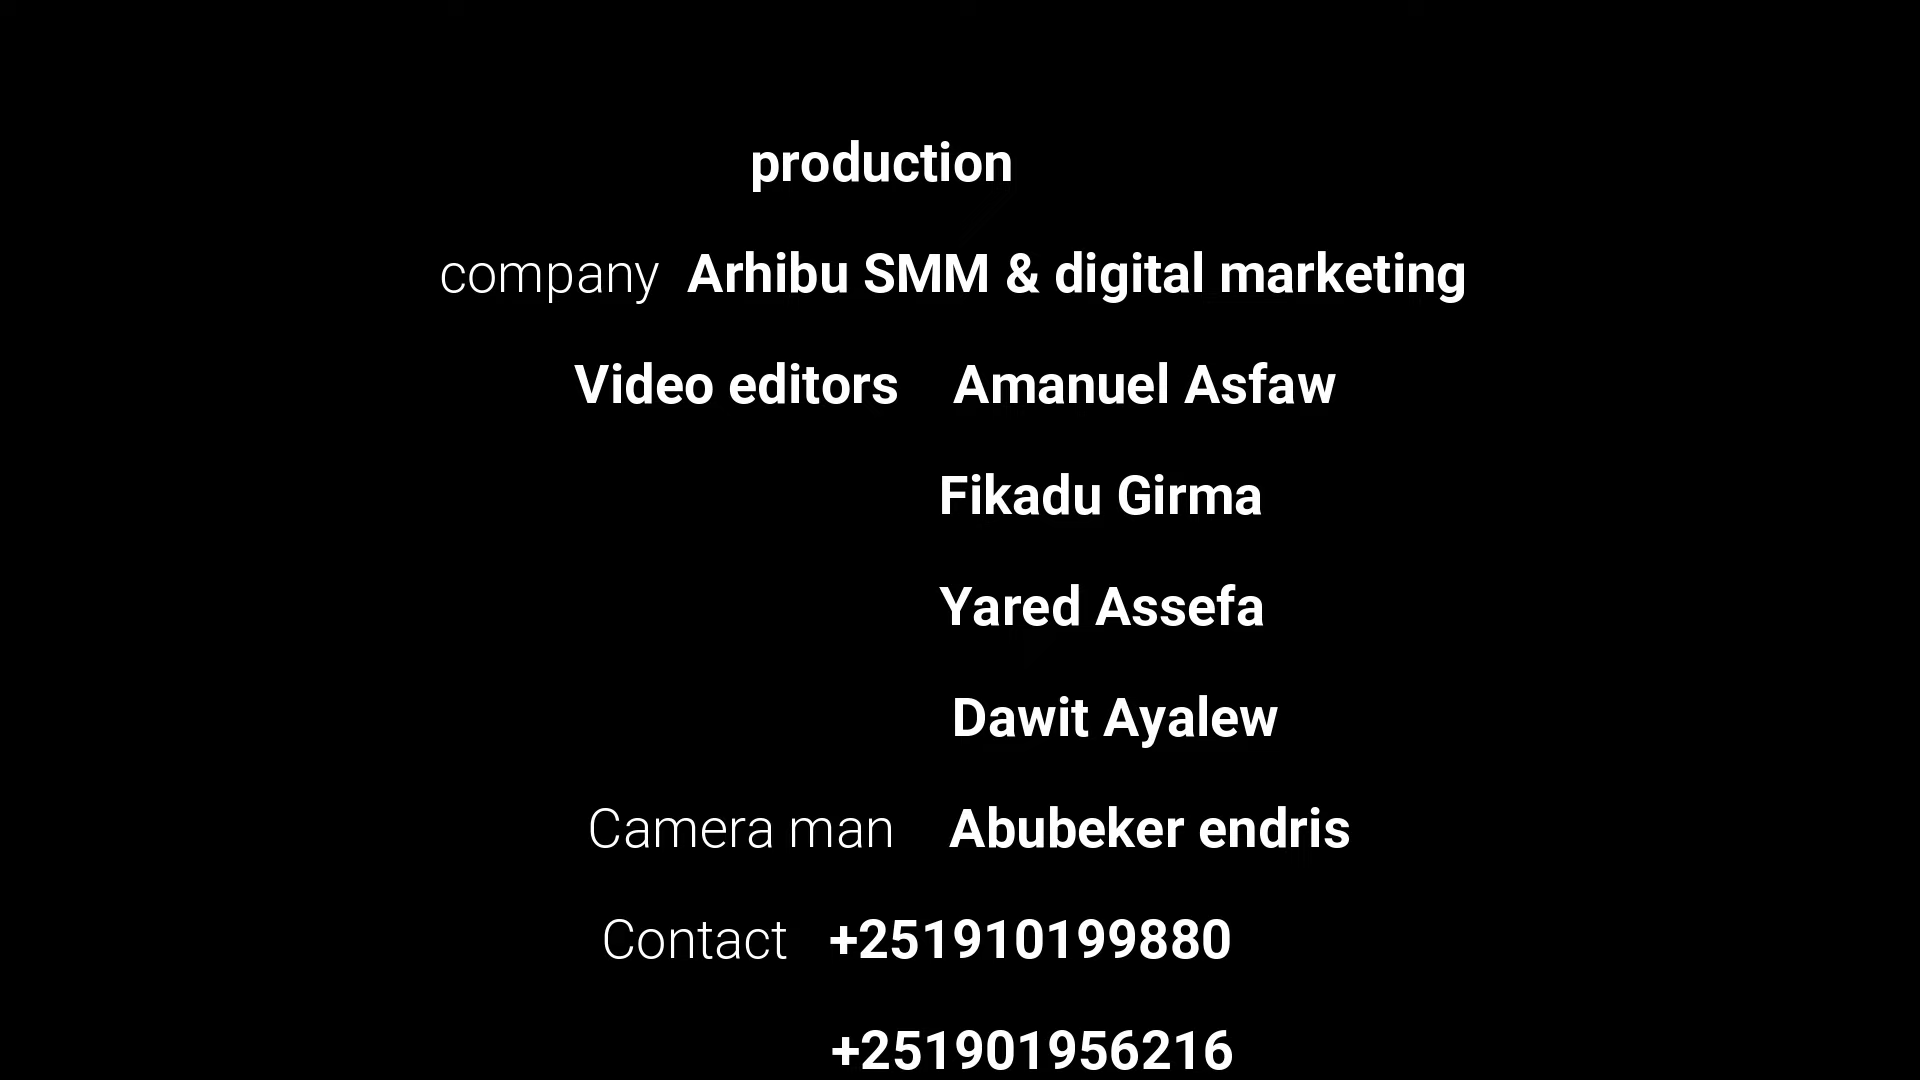 production
company Arhibu SMM & digital marketing
Video editors Amanuel Asfaw
Fikadu Girma
Yared Assefa
Dawit Ayalew
Camera man Abubeker endris
Contact +251910199880
+251901956216